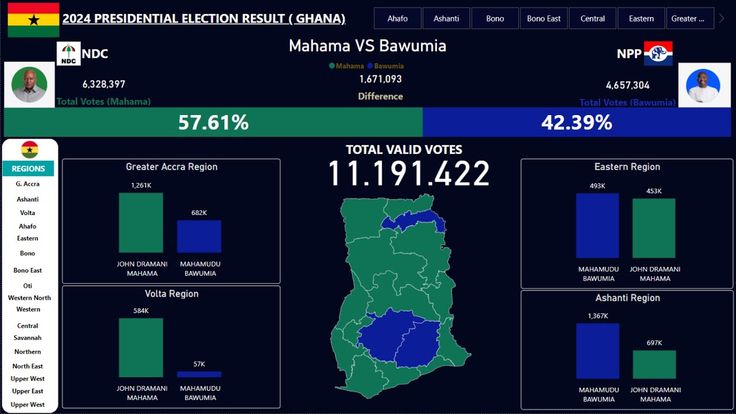 2024 PRESIDENTIAL ELECTION RESULT ( GHANA)
Ahafo
Ashanti
Bono
Bono East
Central
Eastern
Greater ...
NDC
NDC
Mahama VS Bawumia
NPP
Mahama Bawumia
6,328,397
1,671,093
4,657,304
Total Votes (Mahama)
Difference
Total Votes (Bawumia)
57.61%
42.39%
REGIONS
G. Accra
Ashanti
Volta
Ahafo
Eastern
Bono
Bono East
Oti
Western North
Western
Central
Savannah
Northern
North East
Upper West
Upper East
Upper West
Greater Accra Region
1,261K
682K
JOHN DRAMANI MAHAMA
MAHAMUDU BAWUMIA
Volta Region
584K
57K
JOHN DRAMANI MAHAMA
MAHAMUDU BAWUMIA
TOTAL VALID VOTES
11,191,422
Eastern Region
493K
453K
MAHAMUDU BAWUMIA
JOHN DRAMANI MAHAMA
Ashanti Region
1,367K
697K
MAHAMUDU BAWUMIA
JOHN DRAMANI MAHAMA